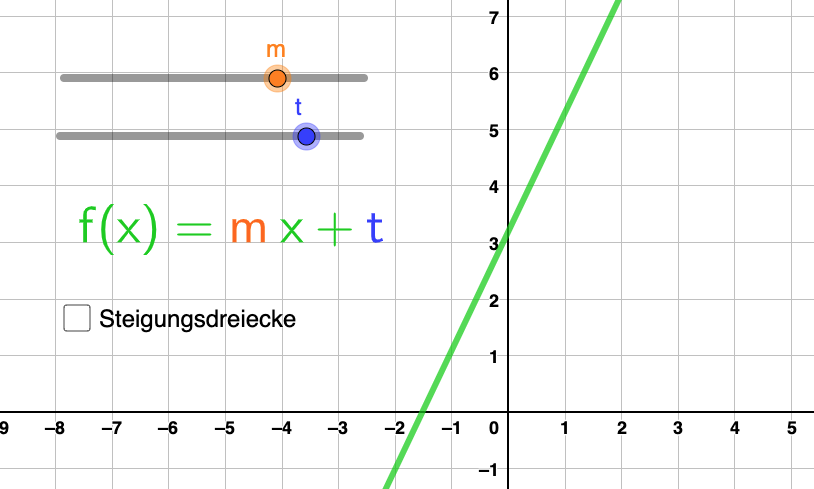 m
t
f(x) = m x + t
Steigungsdreiecke
7
6
5
4
3
2
1
9 –8 –7 –6 –5 –4 –3 –2 –1 0 1 2 3 4 5
–1